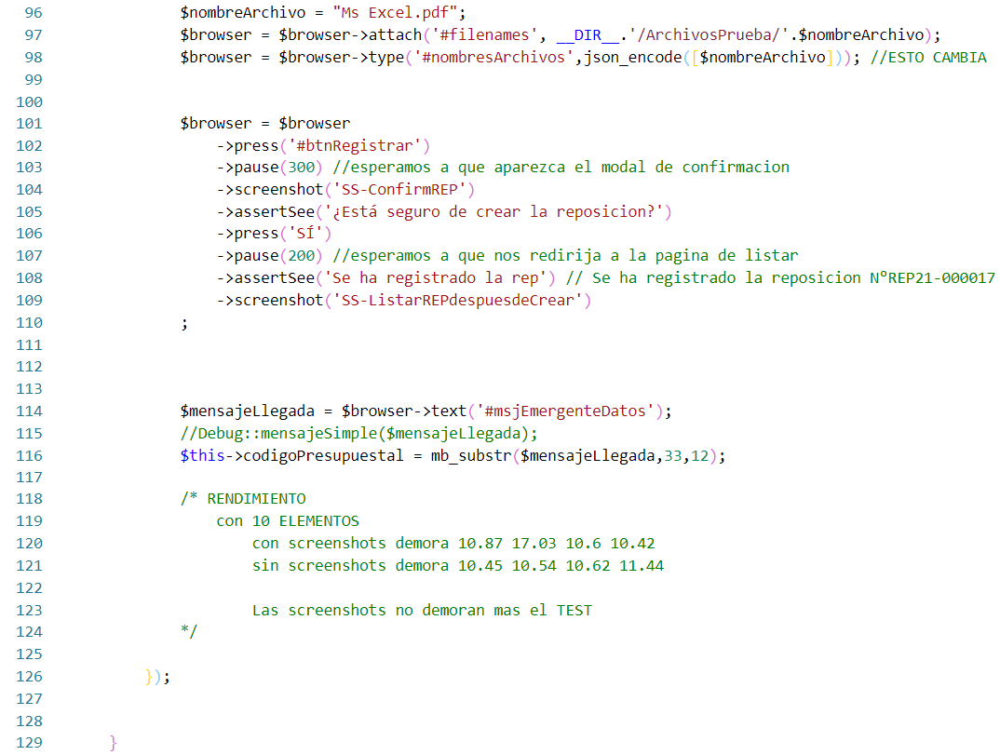 96 $nombreArchivo = "Ms Excel.pdf";
97 $browser = $browser->attach('#filenames', __DIR__.'/ArchivosPrueba/'.$nombreArchivo);
98 $browser = $browser->type('#nombresArchivos',json_encode([$nombreArchivo])); //ESTO CAMBIA
99
100
101 $browser = $browser
102 ->press('#btnRegistrar')
103 ->pause(300) //esperamos a que aparezca el modal de confirmacion
104 ->screenshot('SS-ConfirmREP')
105 ->assertSee('¿Está seguro de crear la reposicion?')
106 ->press('SÍ')
107 ->pause(200) //esperamos a que nos redirija a la pagina de listar
108 ->assertSee('Se ha registrado la rep') // Se ha registrado la reposicion N°REP21-000017
109 ->screenshot('SS-ListarREPdespuesdeCrear')
110 ;
111
112
113
114 $mensajeLlegada = $browser->text('#msjEmergenteDatos');
115 //Debug::mensajeSimple($mensajeLlegada);
116 $this->codigoPresupuestal = mb_substr($mensajeLlegada,33,12);
117
118 /* RENDIMIENTO
119 con 10 ELEMENTOS
120 con screenshots demora 10.87 17.03 10.6 10.42
121 sin screenshots demora 10.45 10.54 10.62 11.44
122
123 Las screenshots no demoran mas el TEST
124 */
125
126 });
127
128
129 }